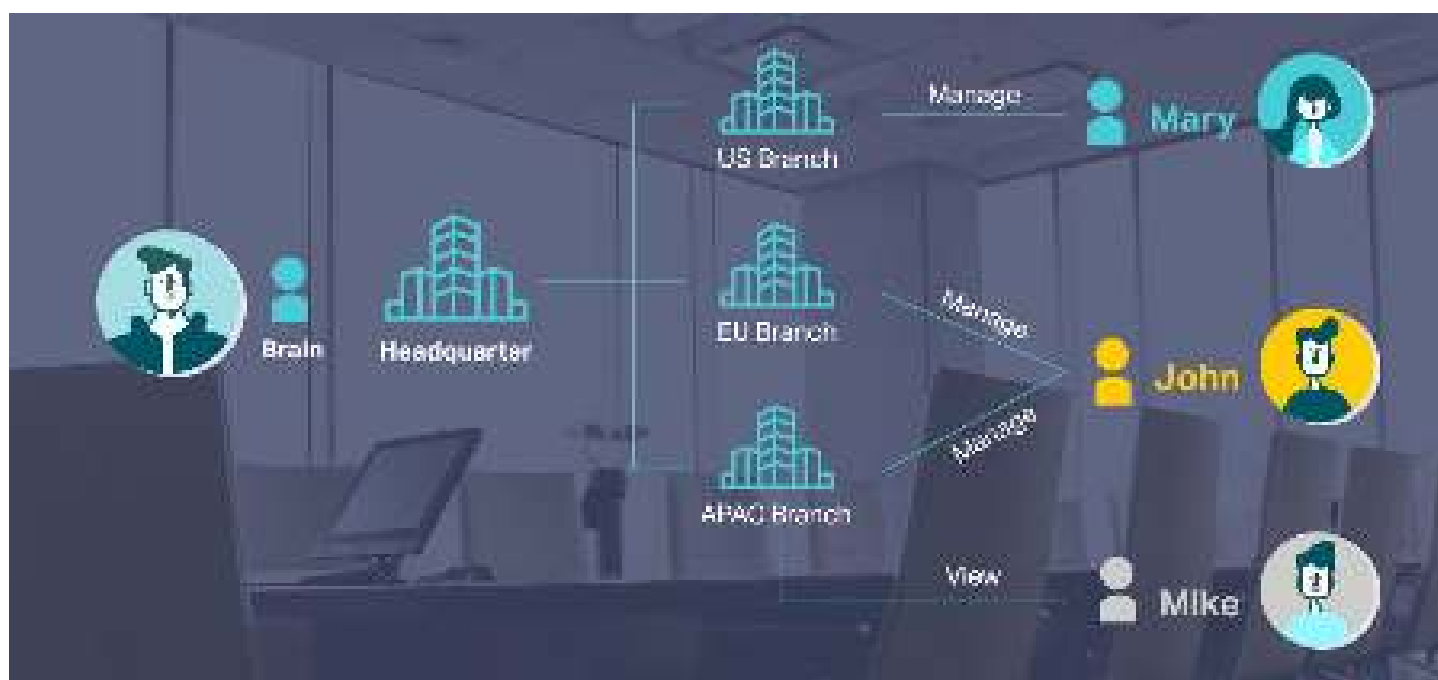 US Branch
Manage
Mary
Brain
Headquarter
EU Branch
Manage
John
Manage
APAC Branch
View
Mike